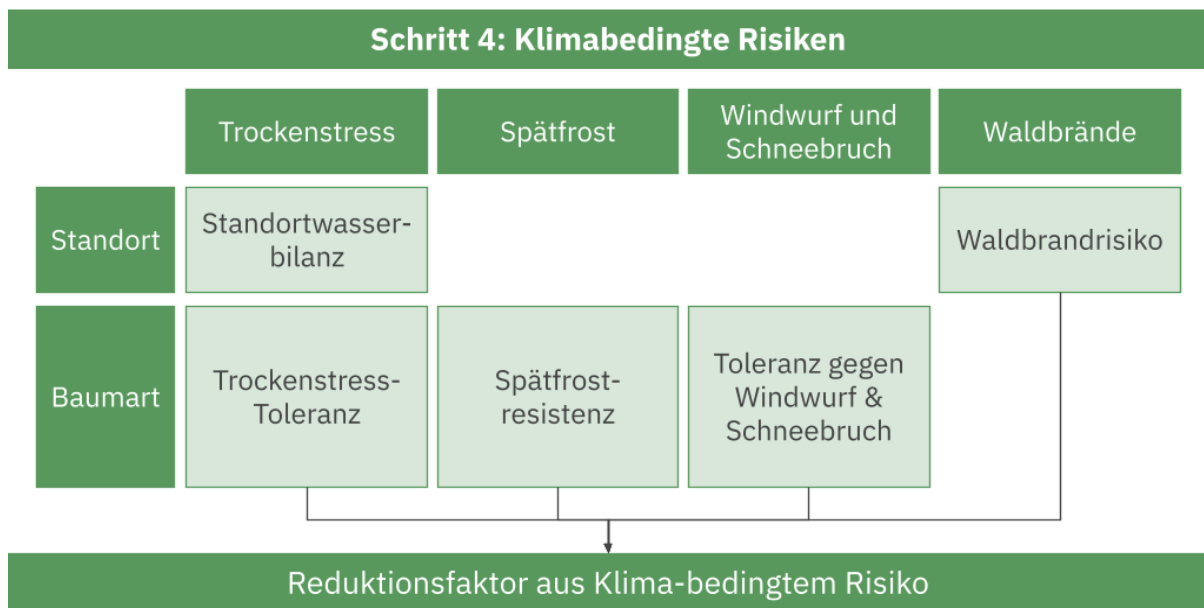 Schritt 4: Klimabedingte Risiken
Trockenstress
Spätfrost
Windwurf und
Schneebruch
Waldbrände
Standort
Standortwasser-
bilanz
Waldbrandrisiko
Baumart
Trockenstress-
Toleranz
Spätfrost-
resistenz
Toleranz gegen
Windwurf &
Schneebruch
Reduktionsfaktor aus Klima-bedingtem Risiko